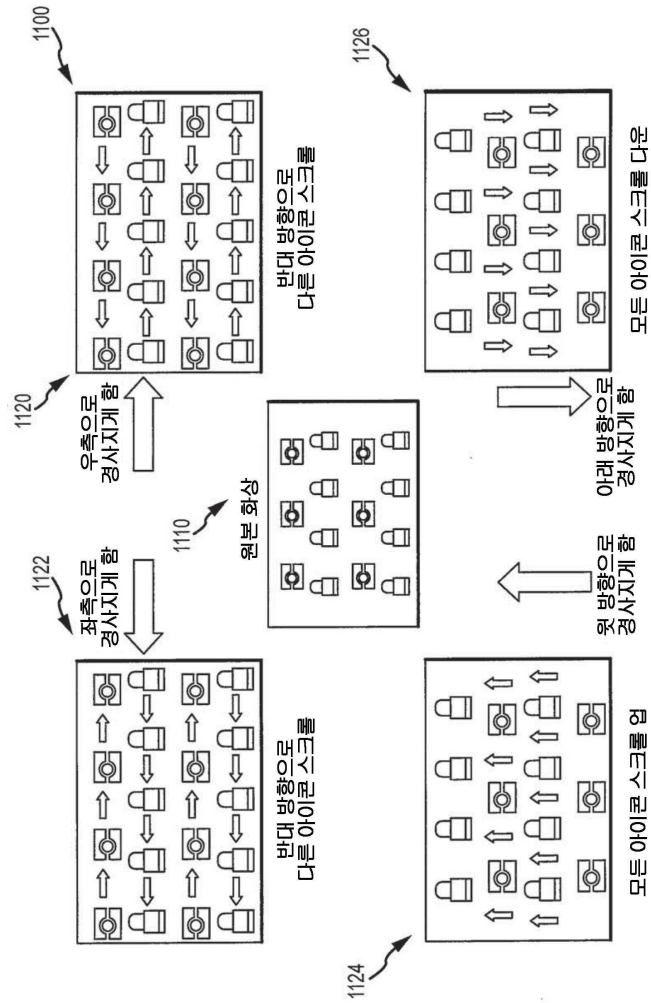 1122
좌측으로
경사지게 함
우측으로
경사지게 함
1120
1100
반대 방향으로
다른 아이콘 스크롤
1110
원본 화상
반대 방향으로
다른 아이콘 스크롤
1124
모든 아이콘 스크롤 업
윗 방향으로
경사지게 함
아래 방향으로
경사지게 함
1126
모든 아이콘 스크롤 다운